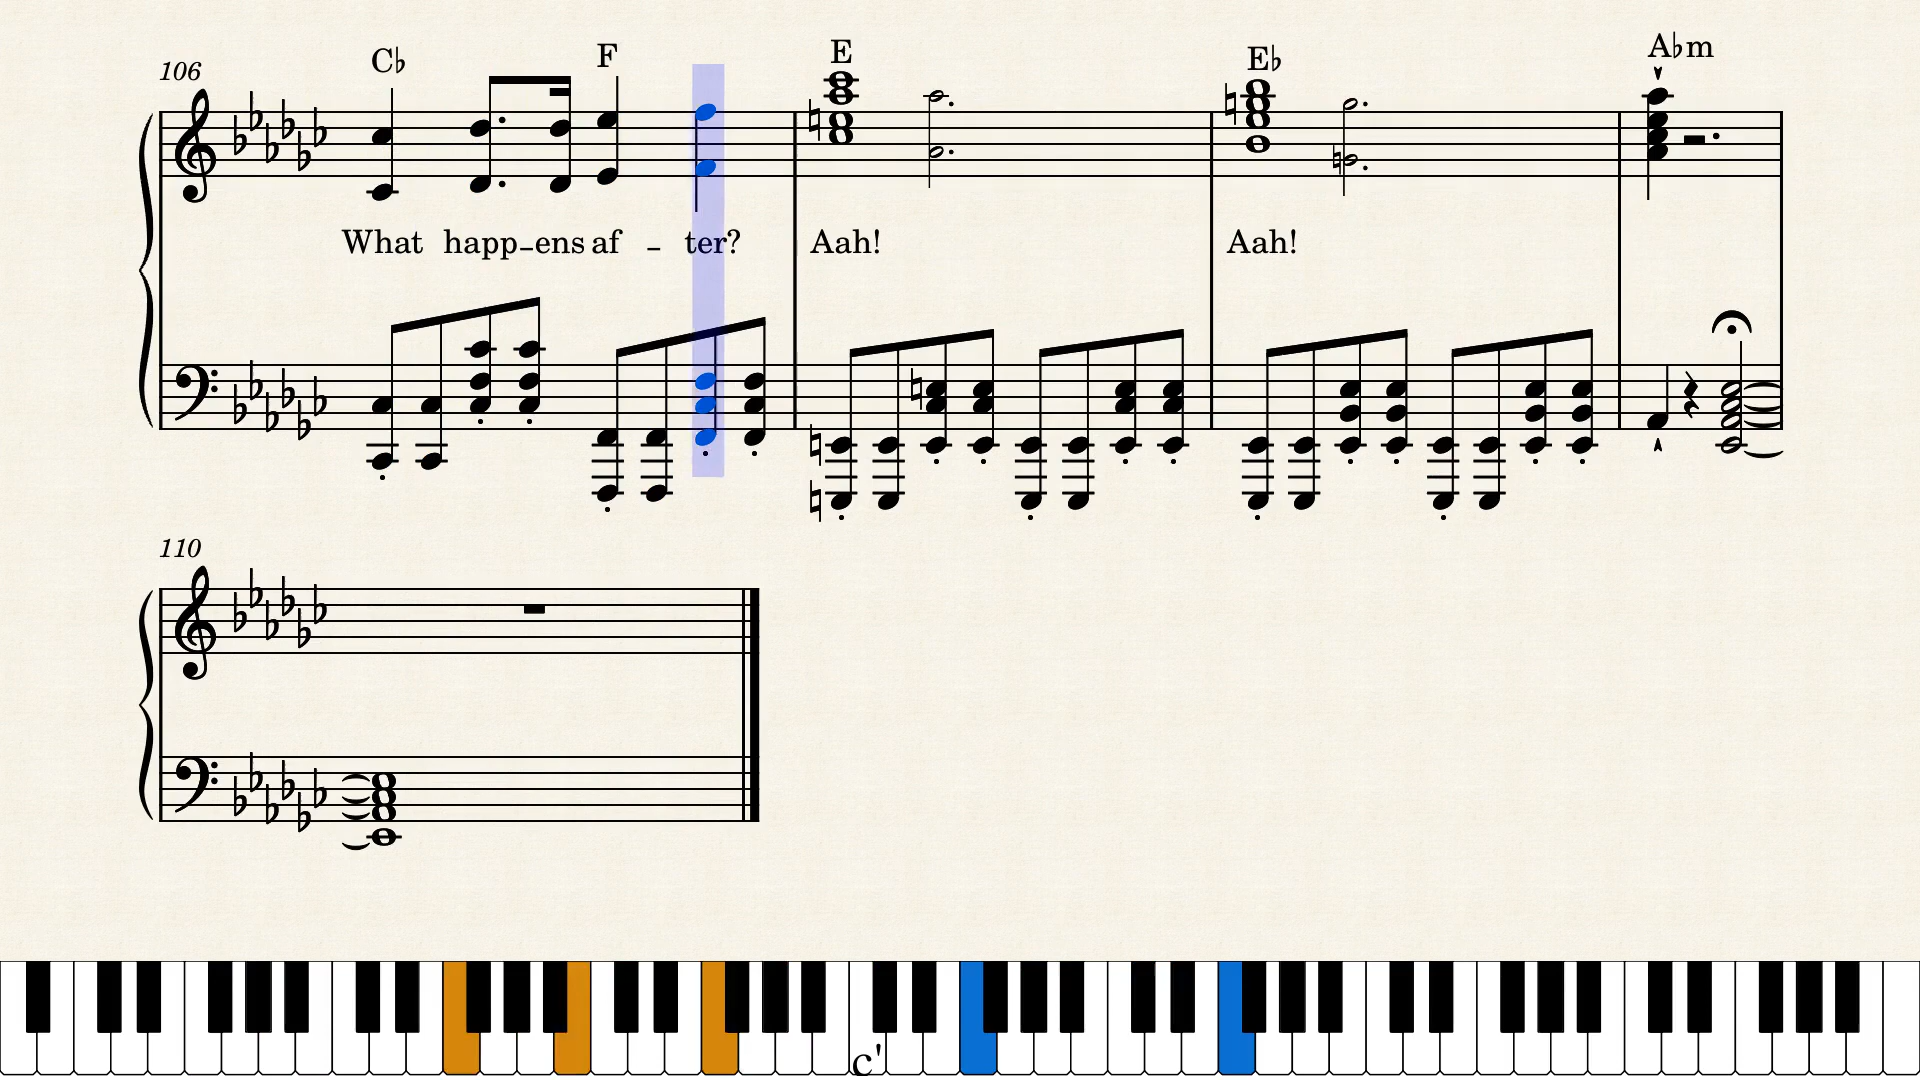 106 C♭ F E E♭ A♭m
What happ-ens af - ter? Aah! Aah!
110
c'